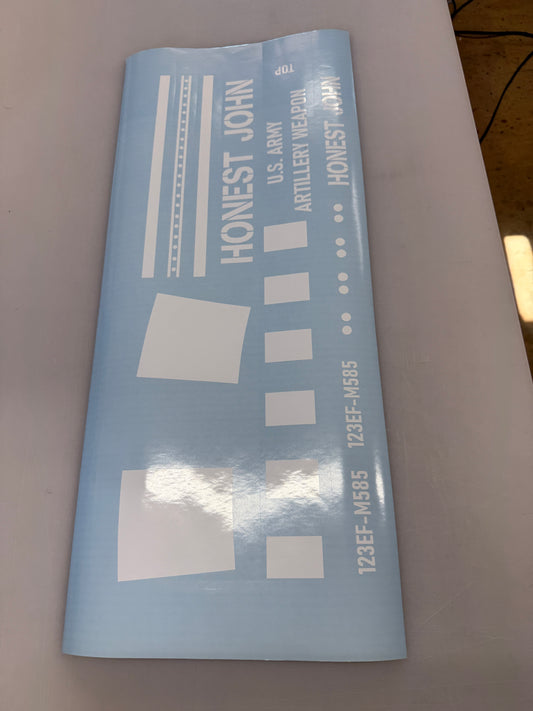 HONEST JOHN
U.S. ARMY
ARTILLERY WEAPON
TOP
HONEST JOHN
123EF-M585
123EF-M585